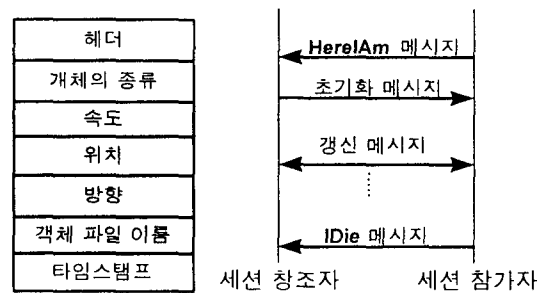 헤더
개체의 종류
속도
위치
방향
객체 파일 이름
타임스탬프
HereIAm 메시지
초기화 메시지
갱신 메시지
IDie 메시지
세션 창조자
세션 참가자